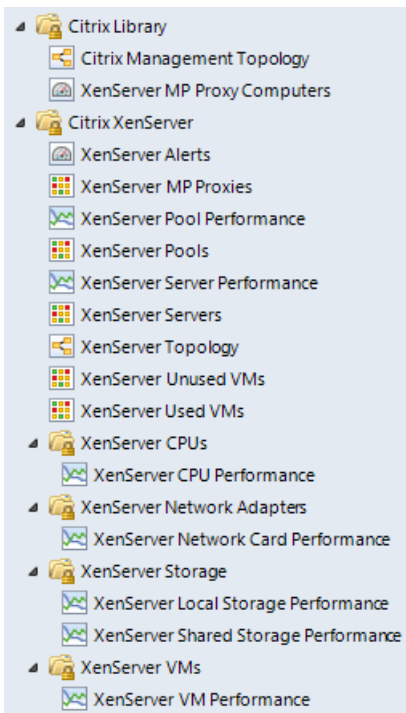 Citrix Library
Citrix Management Topology
XenServer MP Proxy Computers
Citrix XenServer
XenServer Alerts
XenServer MP Proxies
XenServer Pool Performance
XenServer Pools
XenServer Server Performance
XenServer Servers
XenServer Topology
XenServer Unused VMs
XenServer Used VMs
XenServer CPUs
XenServer CPU Performance
XenServer Network Adapters
XenServer Network Card Performance
XenServer Storage
XenServer Local Storage Performance
XenServer Shared Storage Performance
XenServer VMs
XenServer VM Performance